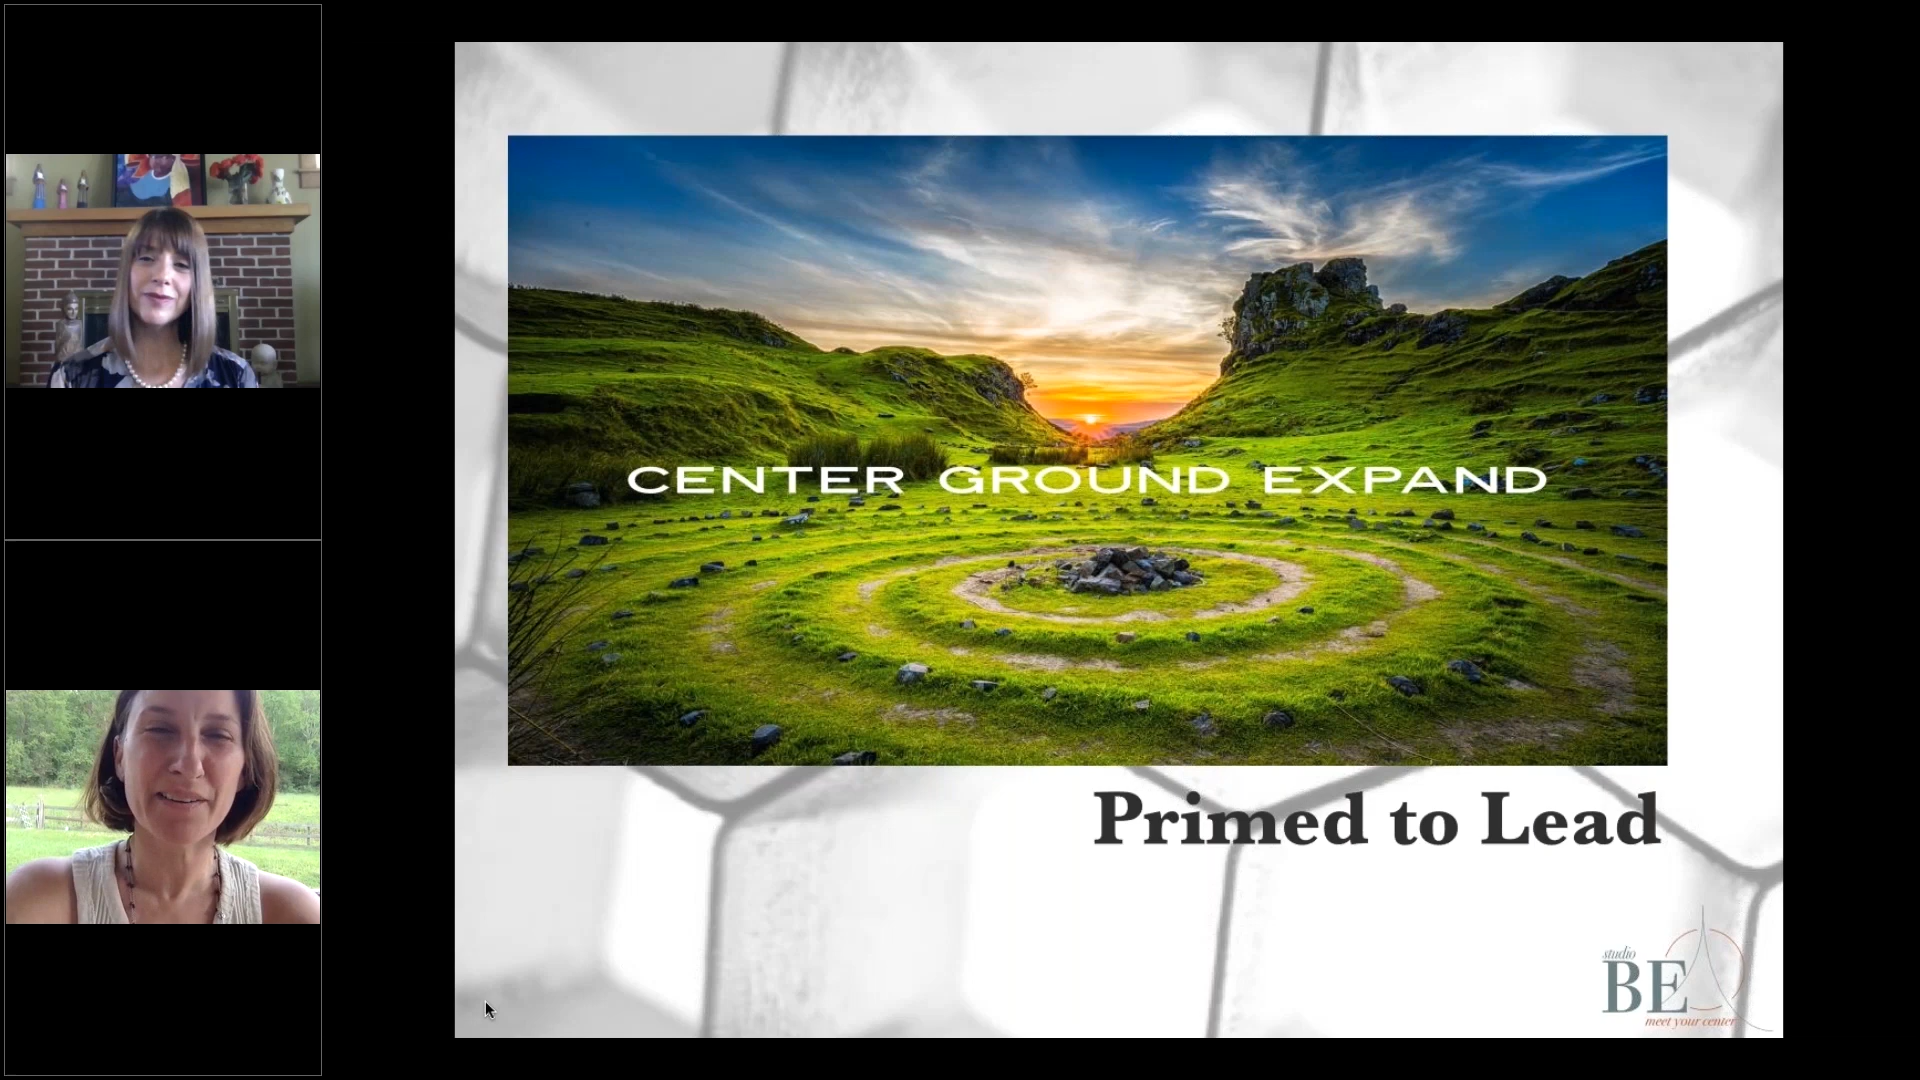 CENTER GROUND EXPAND
Primed to Lead
studio
BE
meet your center